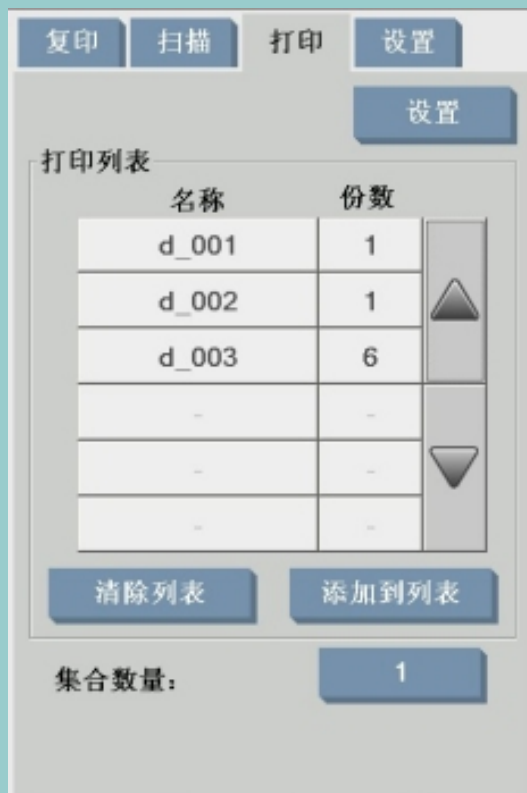 复印 扫描 打印 设置
设置
打印列表
名称 份数
d_001 1
d_002 1
d_003 6
- -
- -
- -
清除列表 添加到列表
集合数量： 1